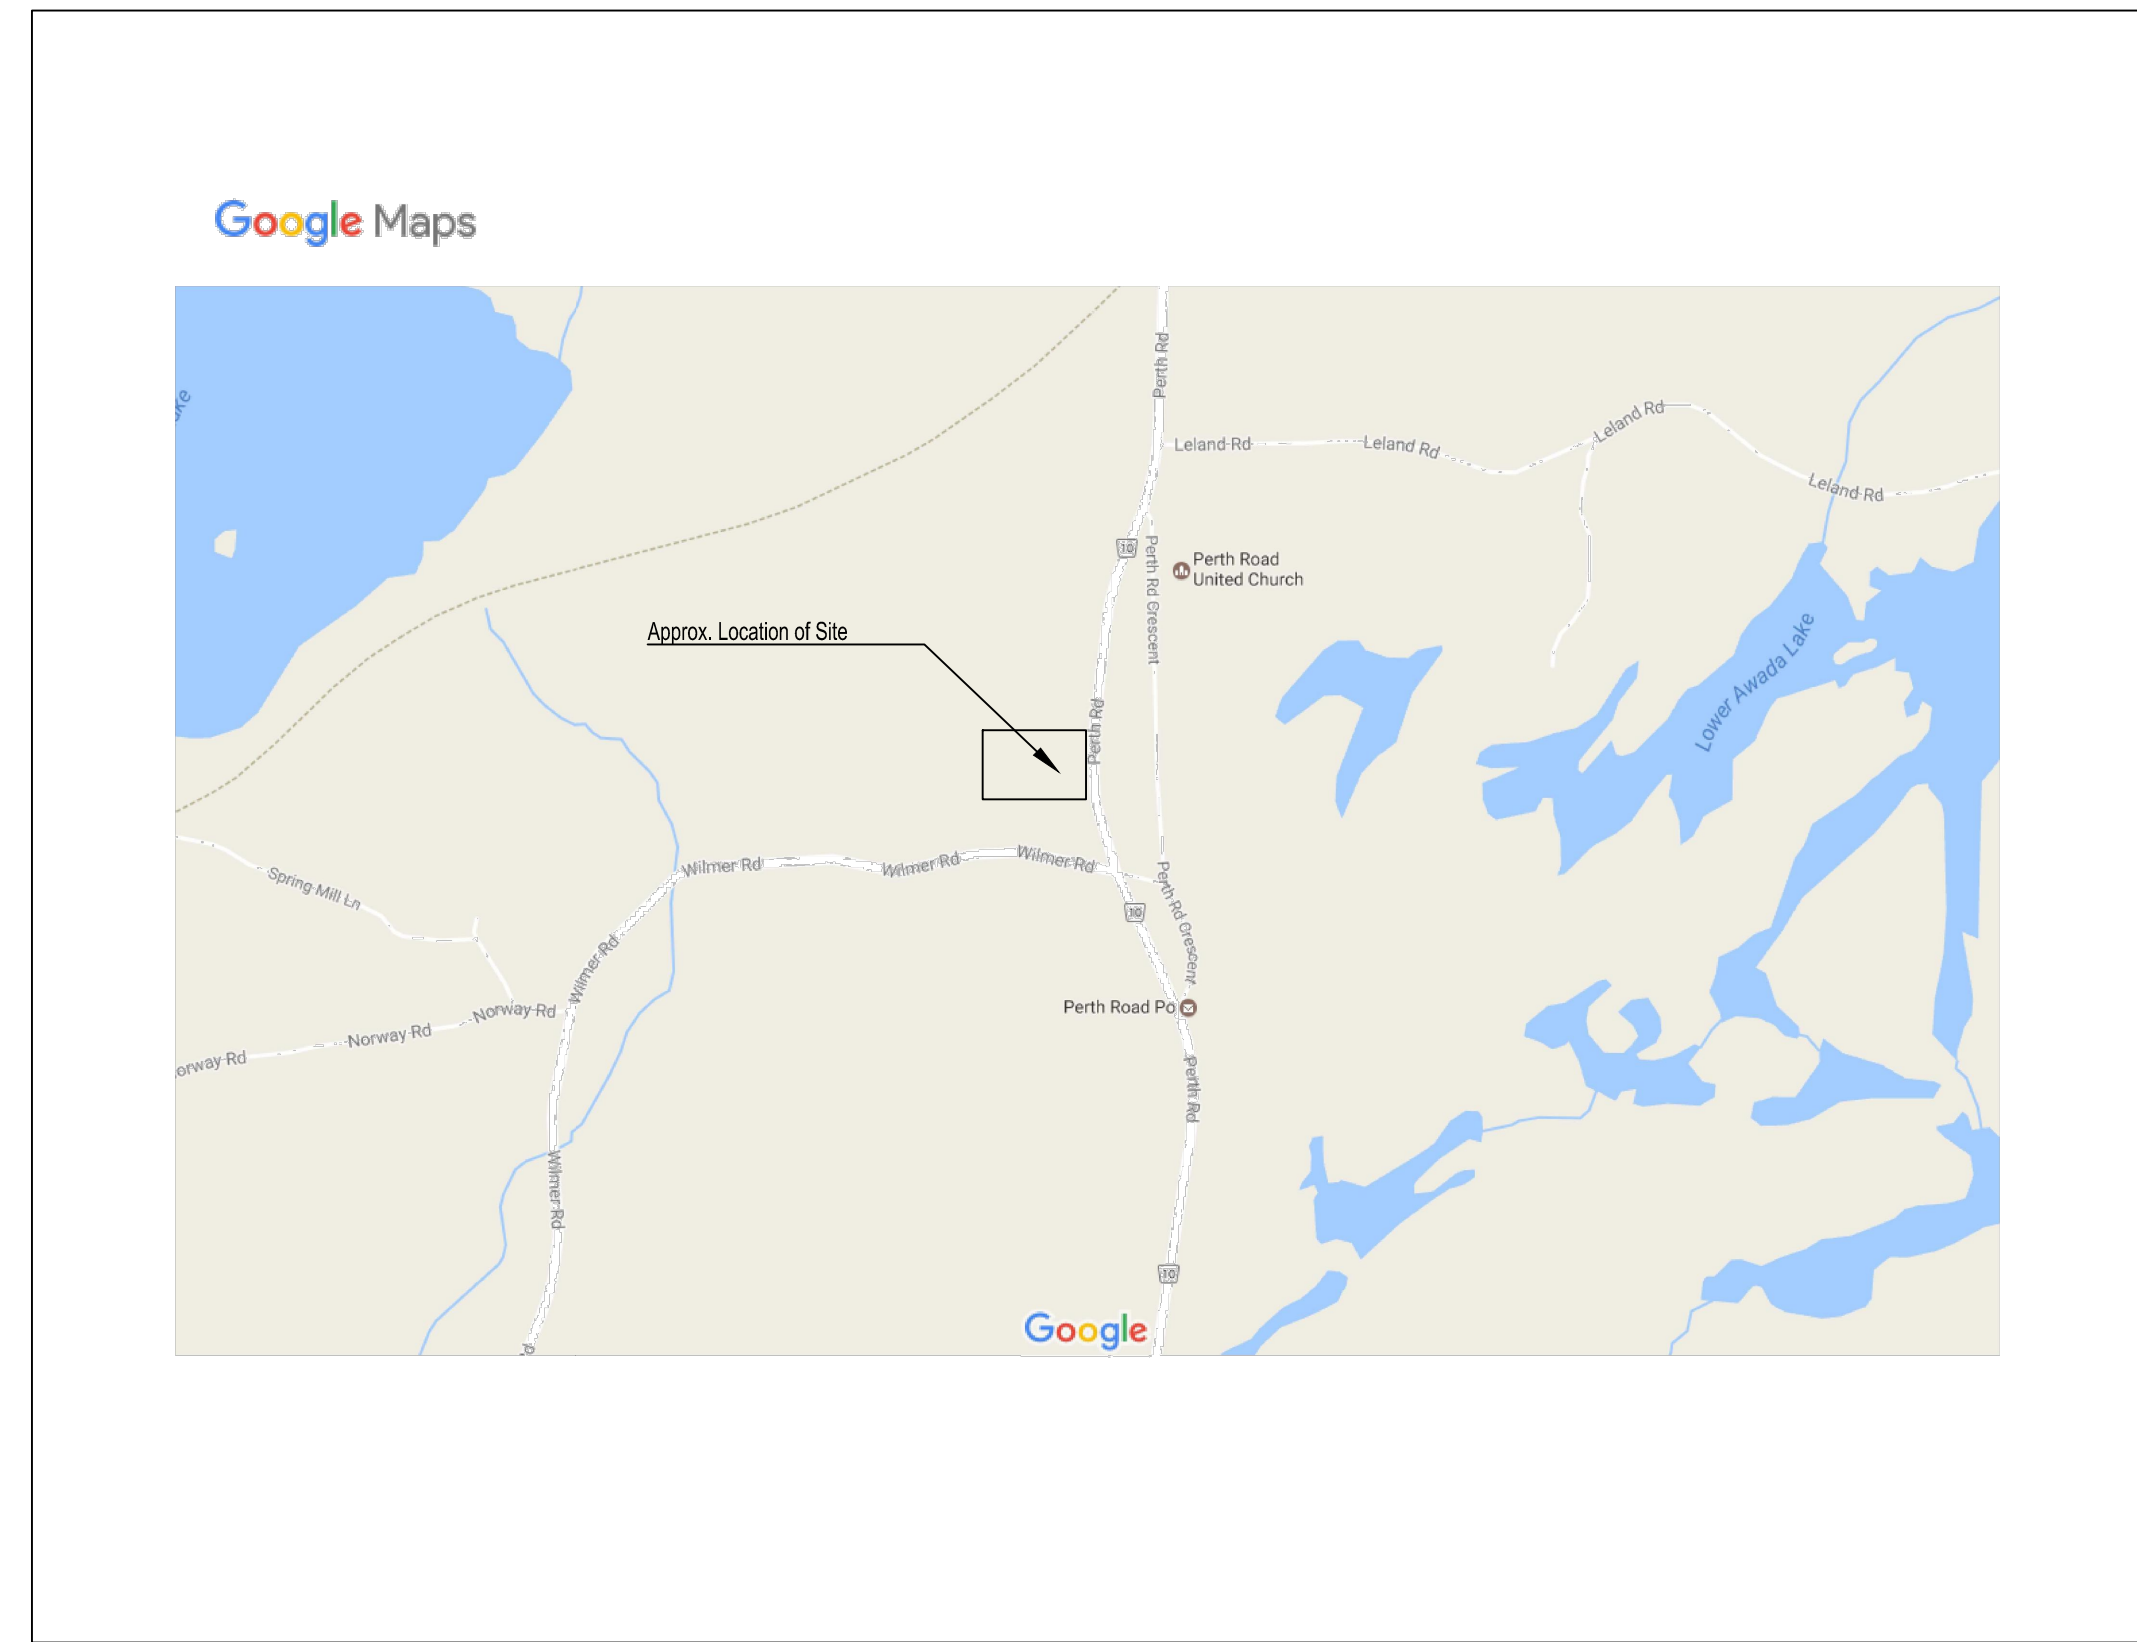 Google Maps
ke
Perth Rd
Leland Rd
Leland Rd
Leland Rd
Leland Rd
10
Perth Rd Crescent
Perth Road
United Church
Approx. Location of Site
Lower Awada Lake
Perth Rd
Wilmer Rd
Wilmer Rd
Wilmer Rd
Spring Mill Ln
Perth Rd Crescent
10
Wilmer Rd
Perth Road Po
Norway Rd
Norway Rd
orway Rd
Perth Rd
Wilmer Rd
10
Google